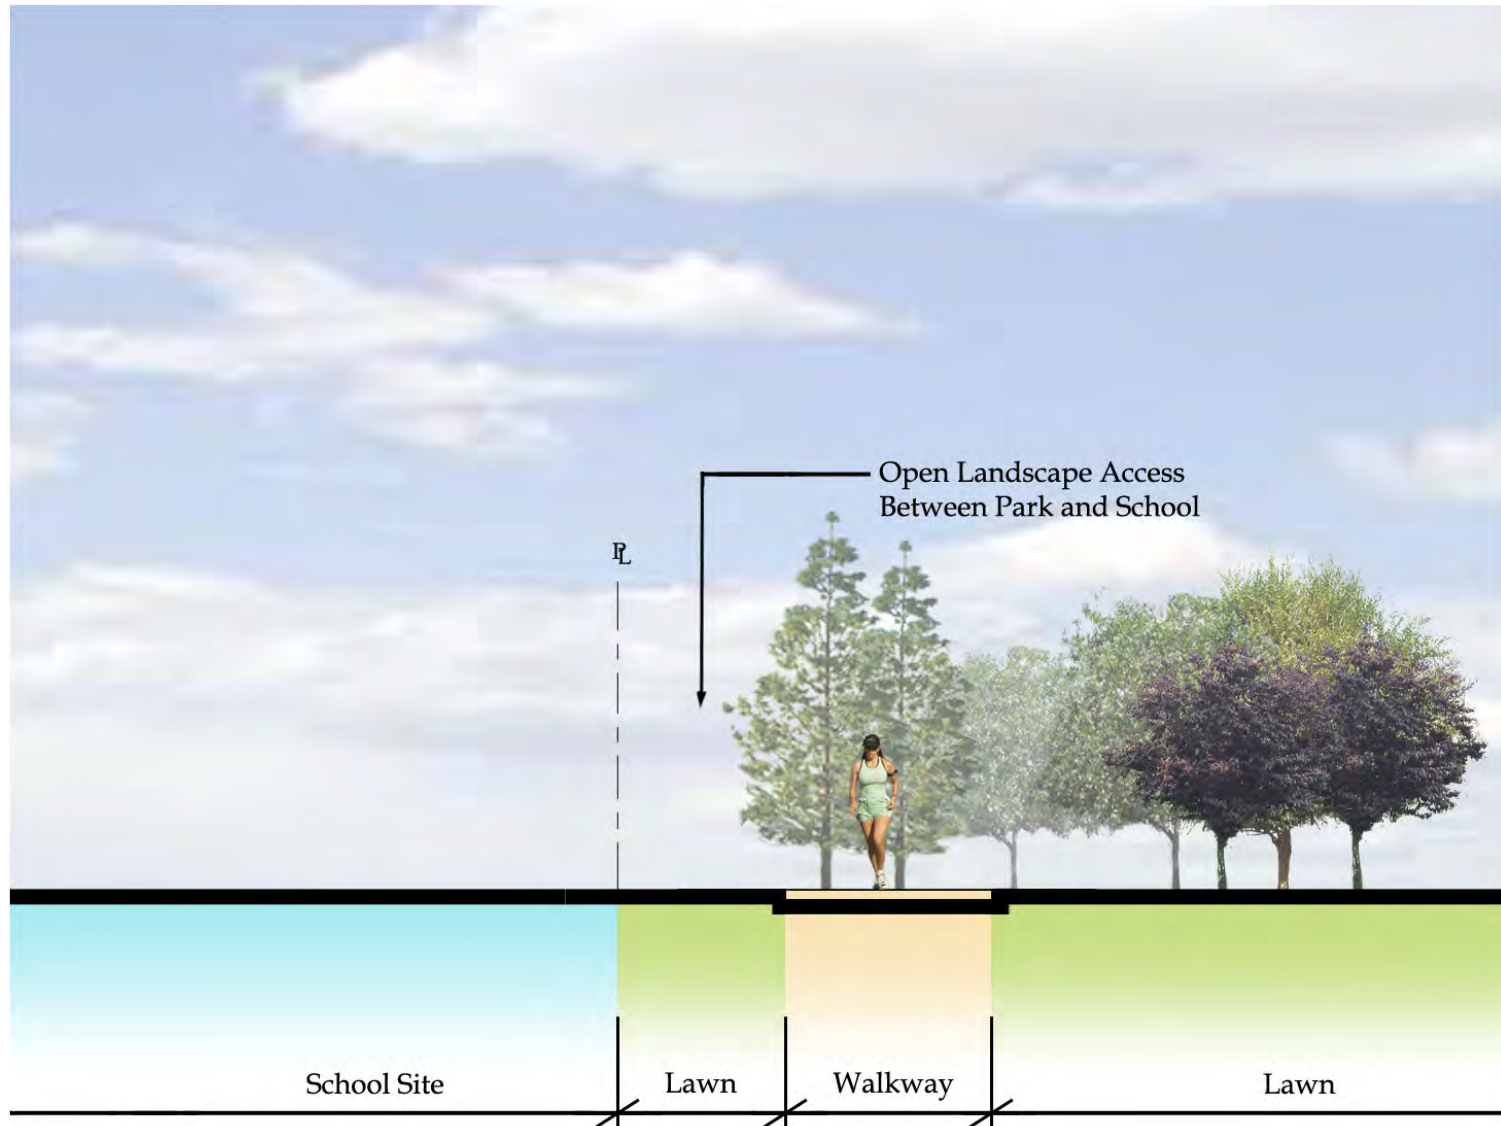 Open Landscape Access
Between Park and School
PL
School Site
Lawn
Walkway
Lawn